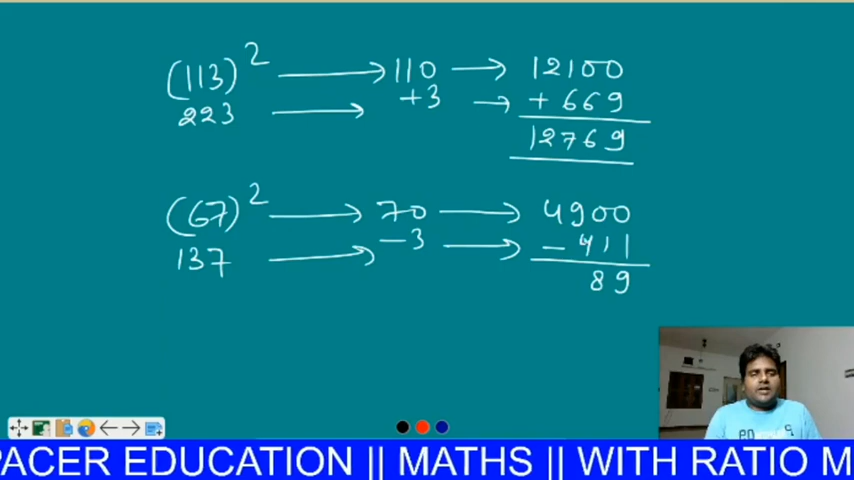 (113)² → 110 → 12100
223 → +3 → + 669
12769
(67)² → 70 → 4900
137 → -3 → - 411
89
PACER EDUCATION || MATHS || WITH RATIO M